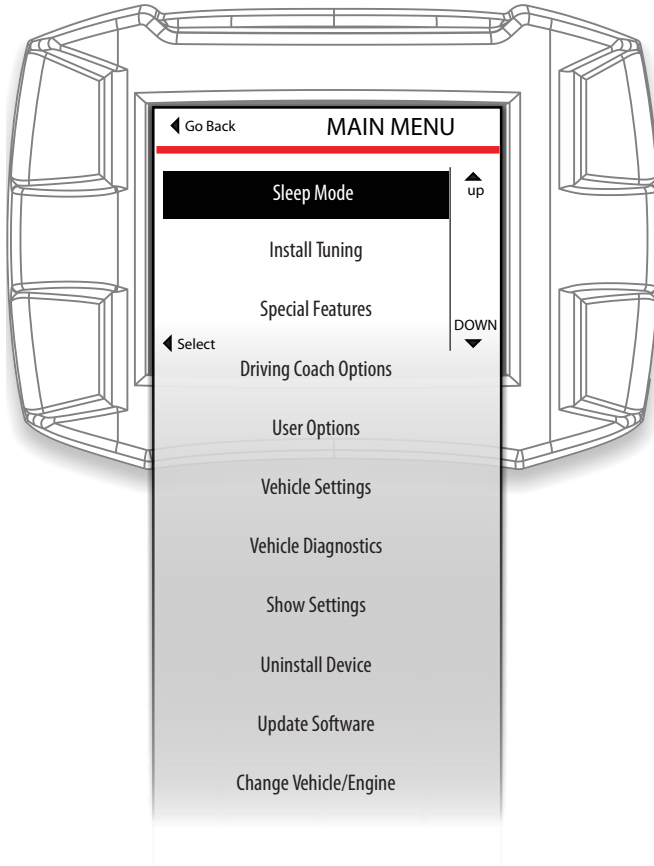 Go Back
MAIN MENU
Sleep Mode
up
Install Tuning
Special Features
DOWN
Select
Driving Coach Options
User Options
Vehicle Settings
Vehicle Diagnostics
Show Settings
Uninstall Device
Update Software
Change Vehicle/Engine